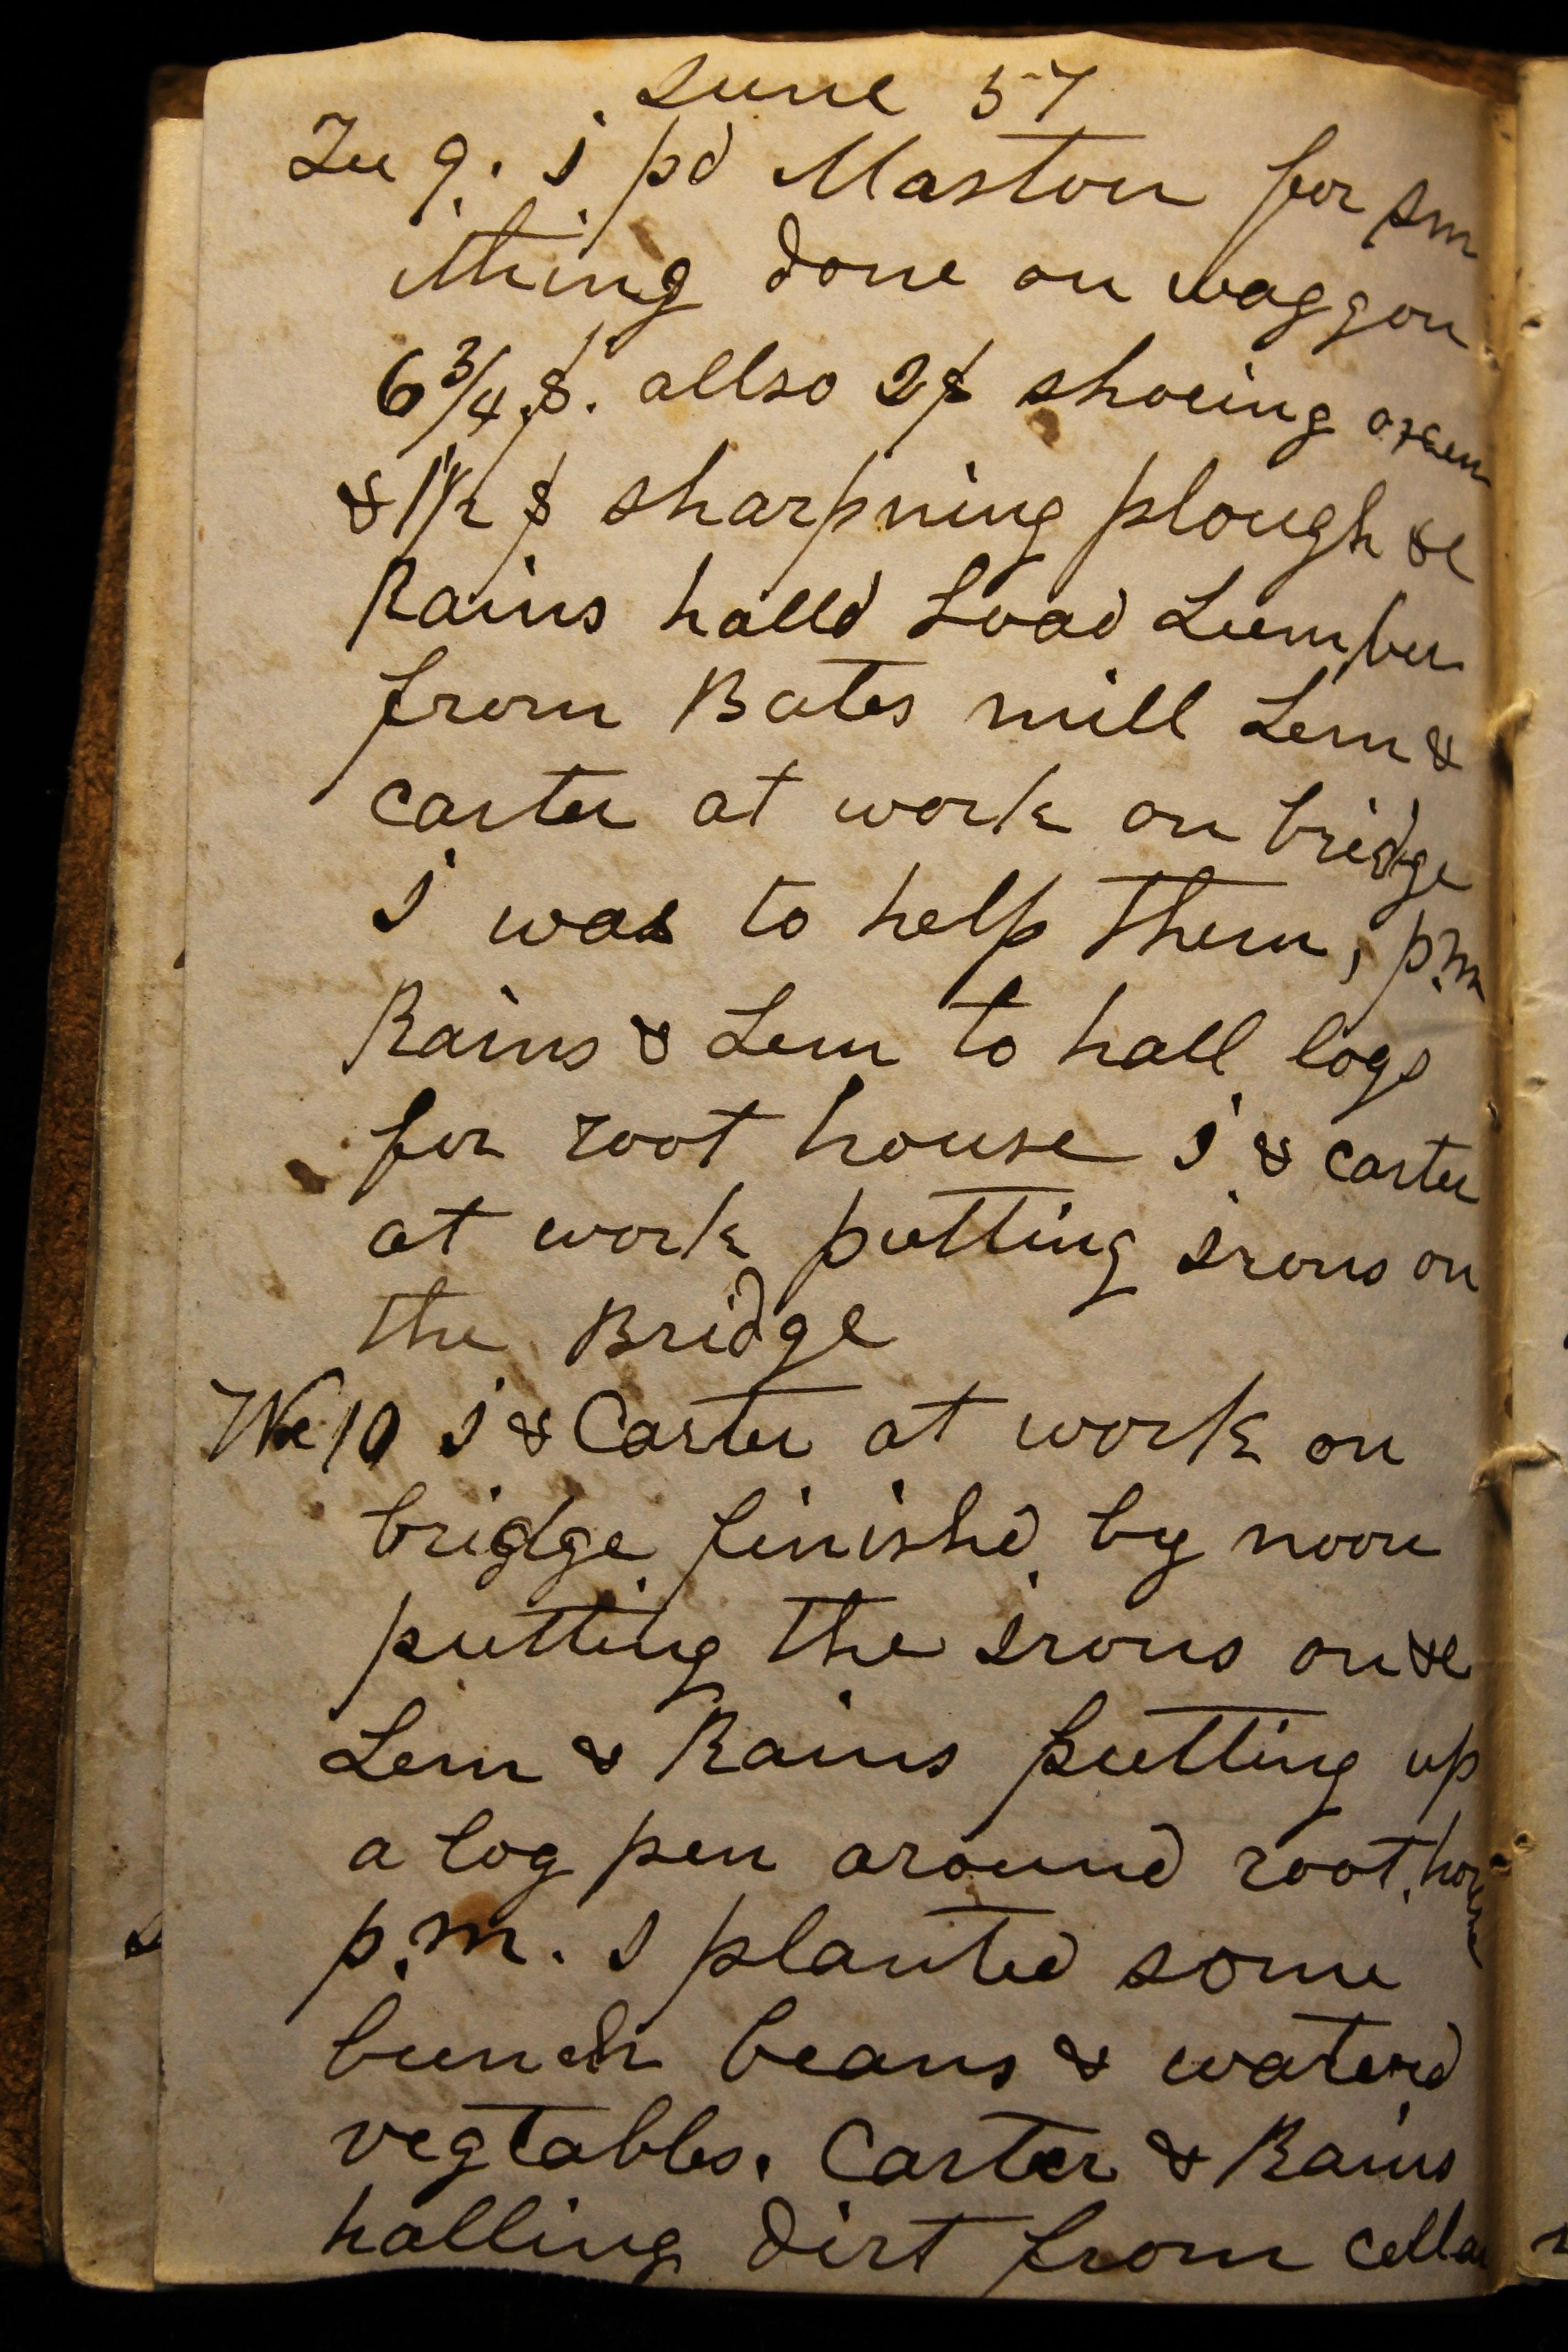 June 57
Tu 9. I pd Maston for sm
ithing done on waggon
6 3/4 $. allso 2$ shoeing oxen
& 1 1/2 $ sharpning plough &c
Rains halld Load Lumber
from Bates mill Lem &
carter at work on bridge
I was to help them, p.m
Rains & Lem to hall logs
for root house I & carter
at work putting Irons on
the Bridge
We 10 I & Carter at work on
bridge finishd by noon
putting the Irons on &c
Lem & Rains putting up
a log pen around root house
p.m. I planted some
bunch beans & waterd
vegtables. Carter & Rains
halling dirt from cellar